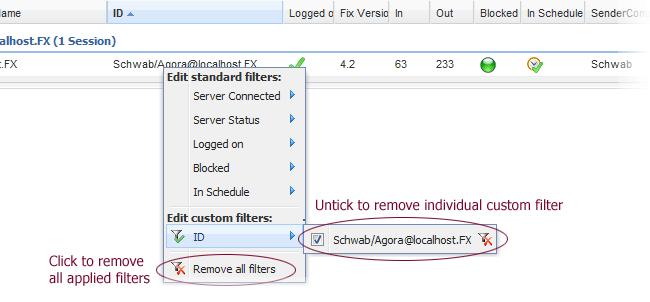 Name ID Logged o Fix Versio In Out Blocked In Schedule SenderCom
alhost.FX (1 Session)
t.FX Schwab/Agora@localhost.FX 4.2 63 233 Schwab
Edit standard filters:
Server Connected
Server Status
Logged on
Blocked
In Schedule
Edit custom filters:
Untick to remove individual custom filter
ID
Schwab/Agora@localhost.FX
Click to remove
all applied filters
Remove all filters